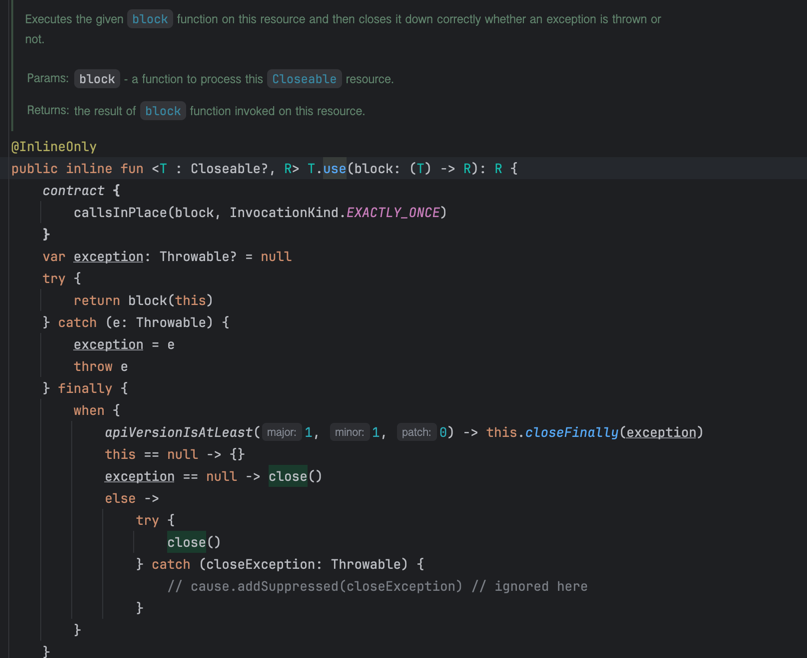 Executes the given block function on this resource and then closes it down correctly whether an exception is thrown or
not.
Params: block - a function to process this Closeable resource.
Returns: the result of block function invoked on this resource.
@InlineOnly
public inline fun <T : Closeable?, R> T.use(block: (T) -> R): R {
    contract {
        callsInPlace(block, InvocationKind.EXACTLY_ONCE)
    }
    var exception: Throwable? = null
    try {
        return block(this)
    } catch (e: Throwable) {
        exception = e
        throw e
    } finally {
        when {
            apiVersionIsAtLeast( major: 1, minor: 1, patch: 0) -> this.closeFinally(exception)
            this == null -> {}
            exception == null -> close()
            else ->
                try {
                    close()
                } catch (closeException: Throwable) {
                    // cause.addSuppressed(closeException) // ignored here
                }
        }
    }